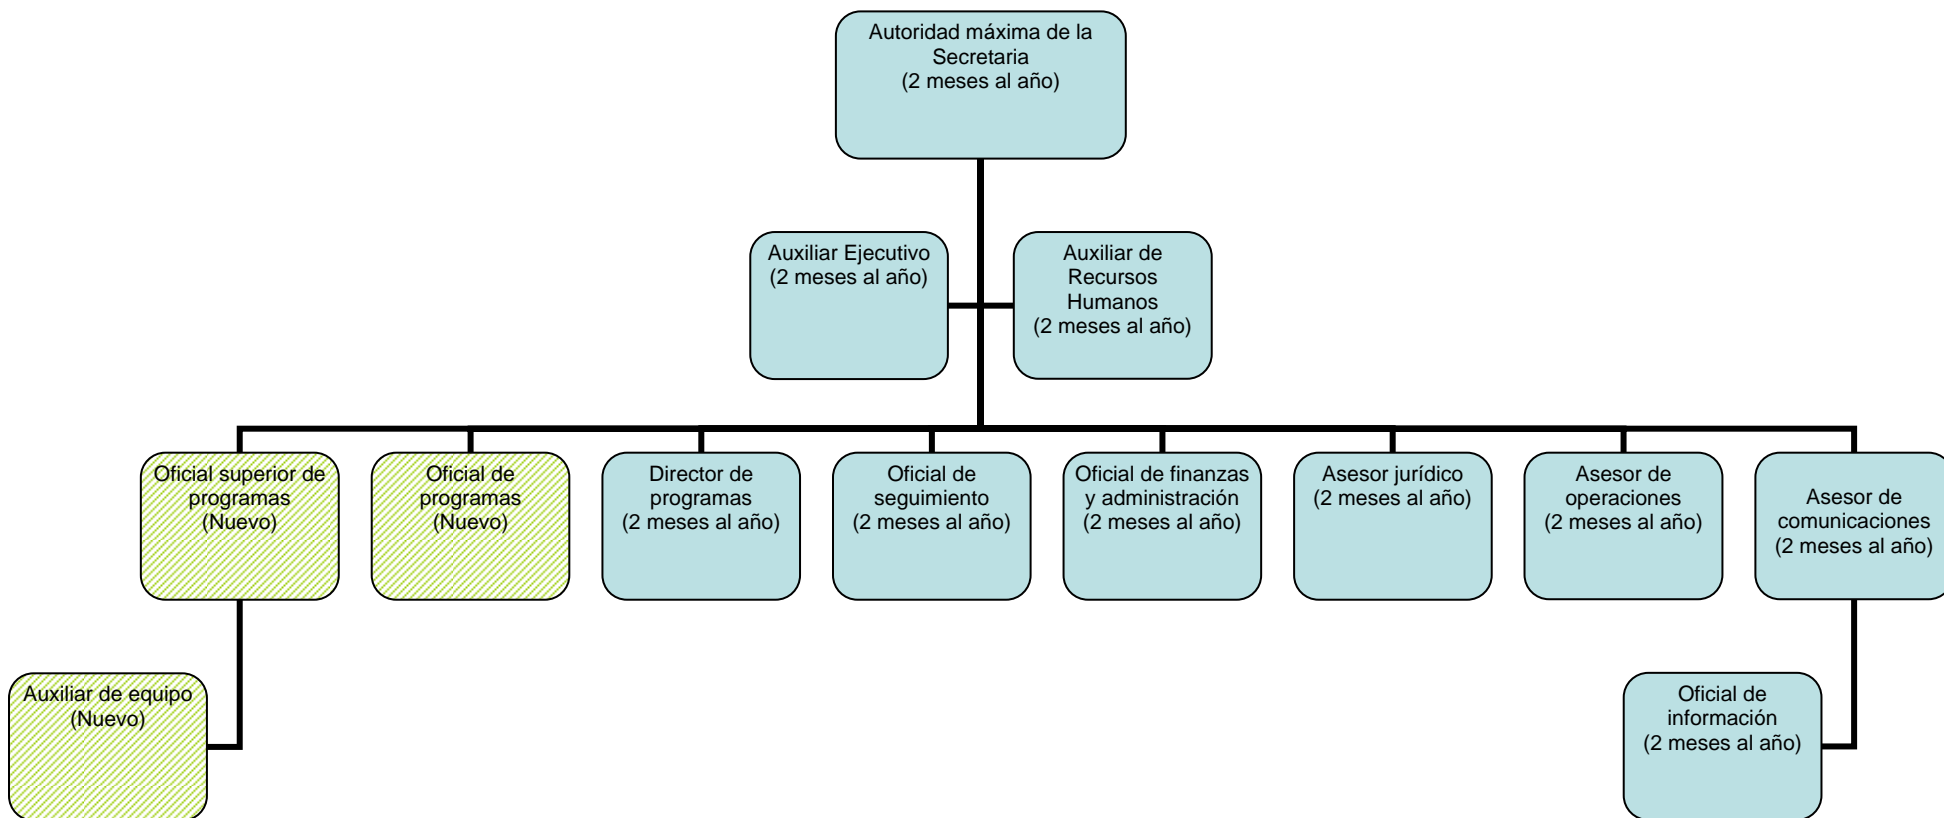 Autoridad máxima de la
Secretaria
(2 meses al año)
Auxiliar Ejecutivo
(2 meses al año)
Auxiliar de
Recursos
Humanos
(2 meses al año)
Oficial superior de
programas
(Nuevo)
Oficial de
programas
(Nuevo)
Director de
programas
(2 meses al año)
Oficial de
seguimiento
(2 meses al año)
Oficial de finanzas
y administración
(2 meses al año)
Asesor jurídico
(2 meses al año)
Asesor de
operaciones
(2 meses al año)
Asesor de
comunicaciones
(2 meses al año)
Auxiliar de equipo
(Nuevo)
Oficial de
información
(2 meses al año)